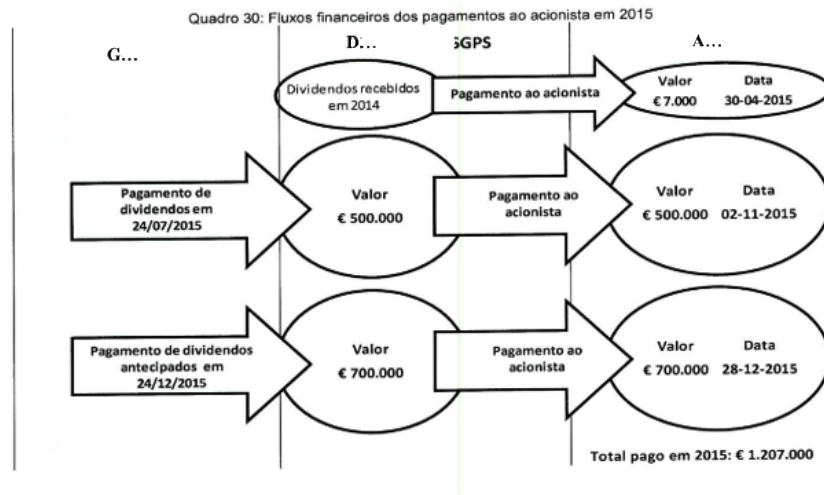 Quadro 30: Fluxos financeiros dos pagamentos ao acionista em 2015
G... D... SGPS A...
Dividendos recebidos
em 2014
Pagamento ao acionista
Valor Data
€ 7.000 30-04-2015
Pagamento de
dividendos em
24/07/2015
Valor
€ 500.000
Pagamento ao
acionista
Valor Data
€ 500.000 02-11-2015
Pagamento de dividendos
antecipados em
24/12/2015
Valor
€ 700.000
Pagamento ao
acionista
Valor Data
€ 700.000 28-12-2015
Total pago em 2015: € 1.207.000